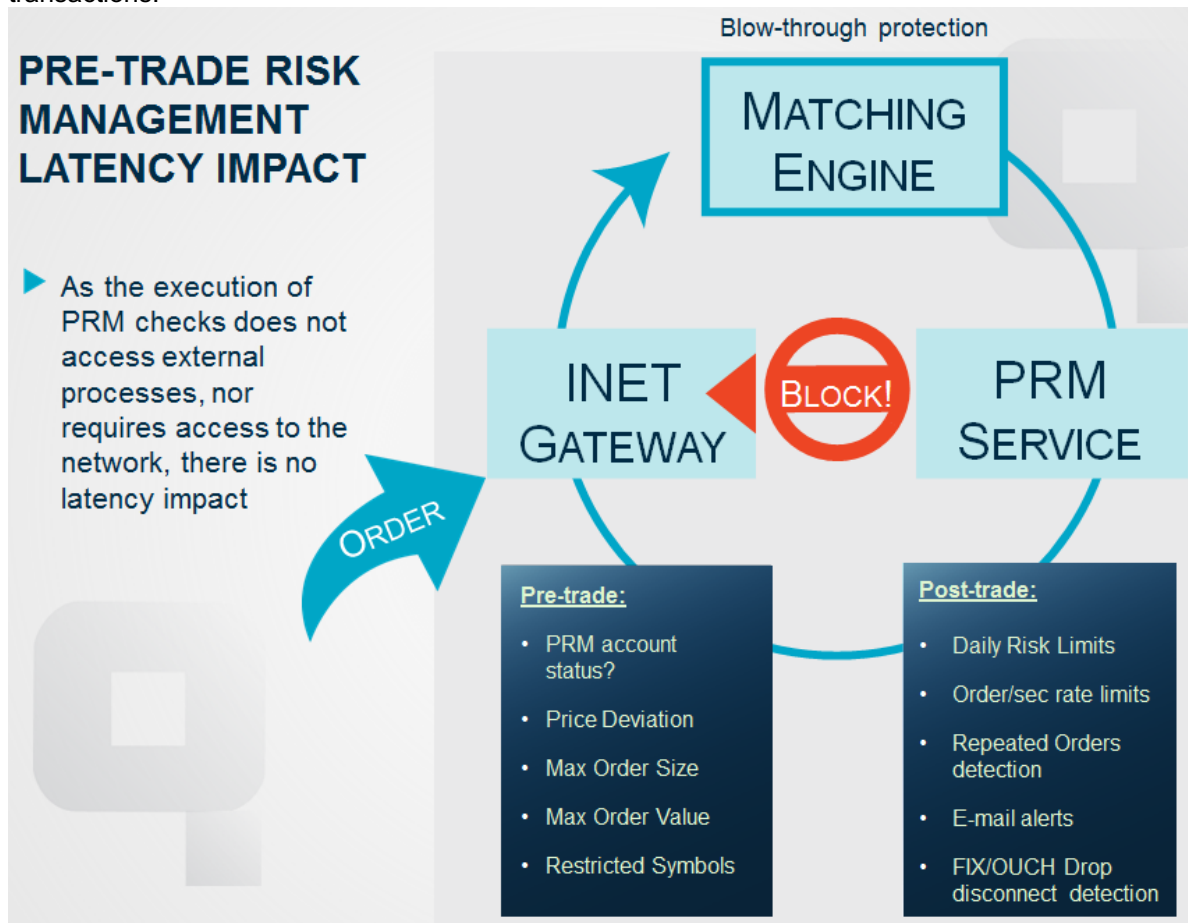 transactions.
Blow-through protection
PRE-TRADE RISK
MANAGEMENT
LATENCY IMPACT
MATCHING
ENGINE
As the execution of
PRM checks does not
access external
processes, nor
requires access to the
network, there is no
latency impact
INET
GATEWAY
BLOCK!
PRM
SERVICE
ORDER
Pre-trade:
• PRM account
status?
• Price Deviation
• Max Order Size
• Max Order Value
• Restricted Symbols
Post-trade:
• Daily Risk Limits
• Order/sec rate limits
• Repeated Orders
detection
• E-mail alerts
• FIX/OUCH Drop
disconnect detection